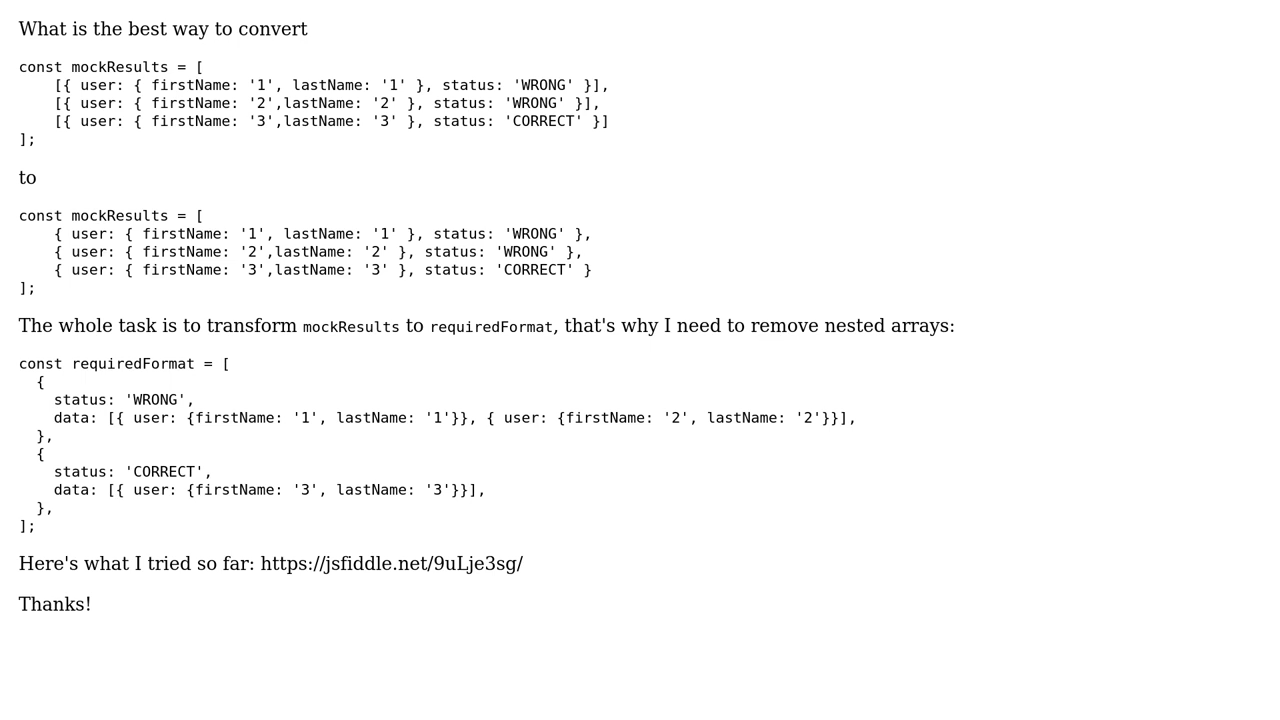 What is the best way to convert
const mockResults = [
    [{ user: { firstName: '1', lastName: '1' }, status: 'WRONG' }],
    [{ user: { firstName: '2',lastName: '2' }, status: 'WRONG' }],
    [{ user: { firstName: '3',lastName: '3' }, status: 'CORRECT' }]
];
to
const mockResults = [
    { user: { firstName: '1', lastName: '1' }, status: 'WRONG' },
    { user: { firstName: '2',lastName: '2' }, status: 'WRONG' },
    { user: { firstName: '3',lastName: '3' }, status: 'CORRECT' }
];
The whole task is to transform mockResults to requiredFormat, that's why I need to remove nested arrays:
const requiredFormat = [
  {
    status: 'WRONG',
    data: [{ user: {firstName: '1', lastName: '1'}}, { user: {firstName: '2', lastName: '2'}}],
  },
  {
    status: 'CORRECT',
    data: [{ user: {firstName: '3', lastName: '3'}}],
  },
];
Here's what I tried so far: https://jsfiddle.net/9uLje3sg/
Thanks!